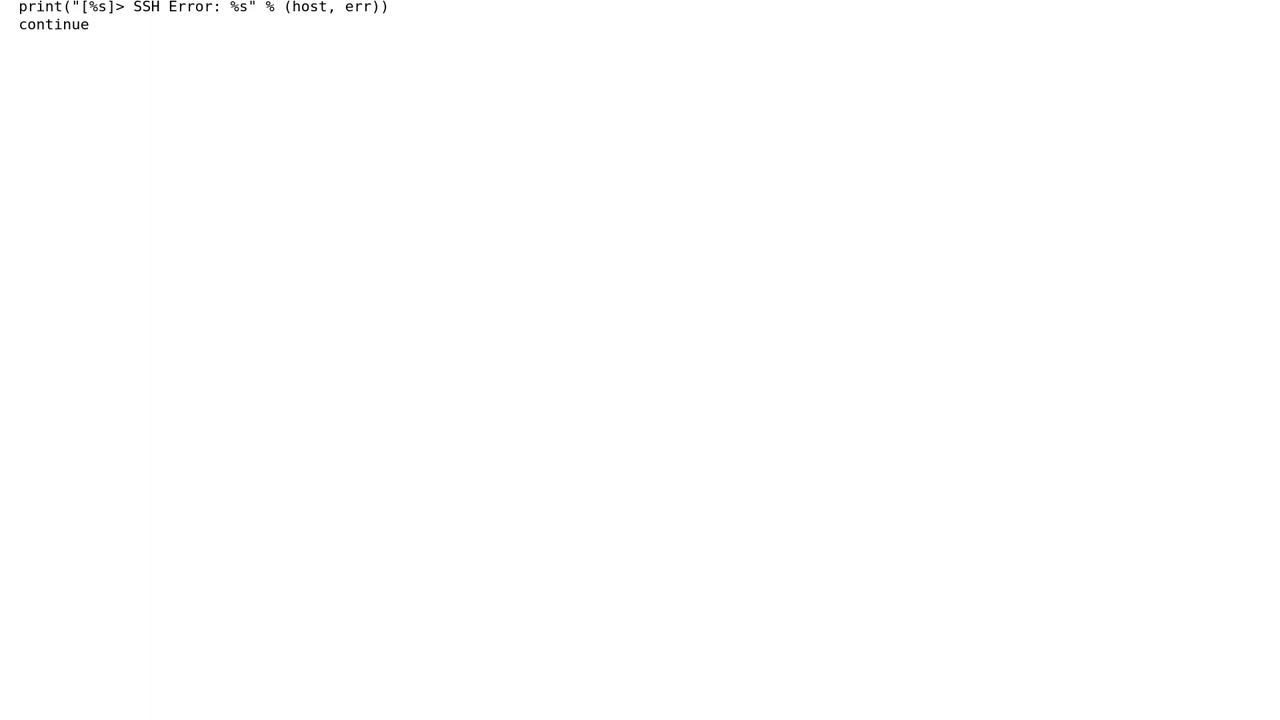 print("[%s]> SSH Error: %s" % (host, err))
continue